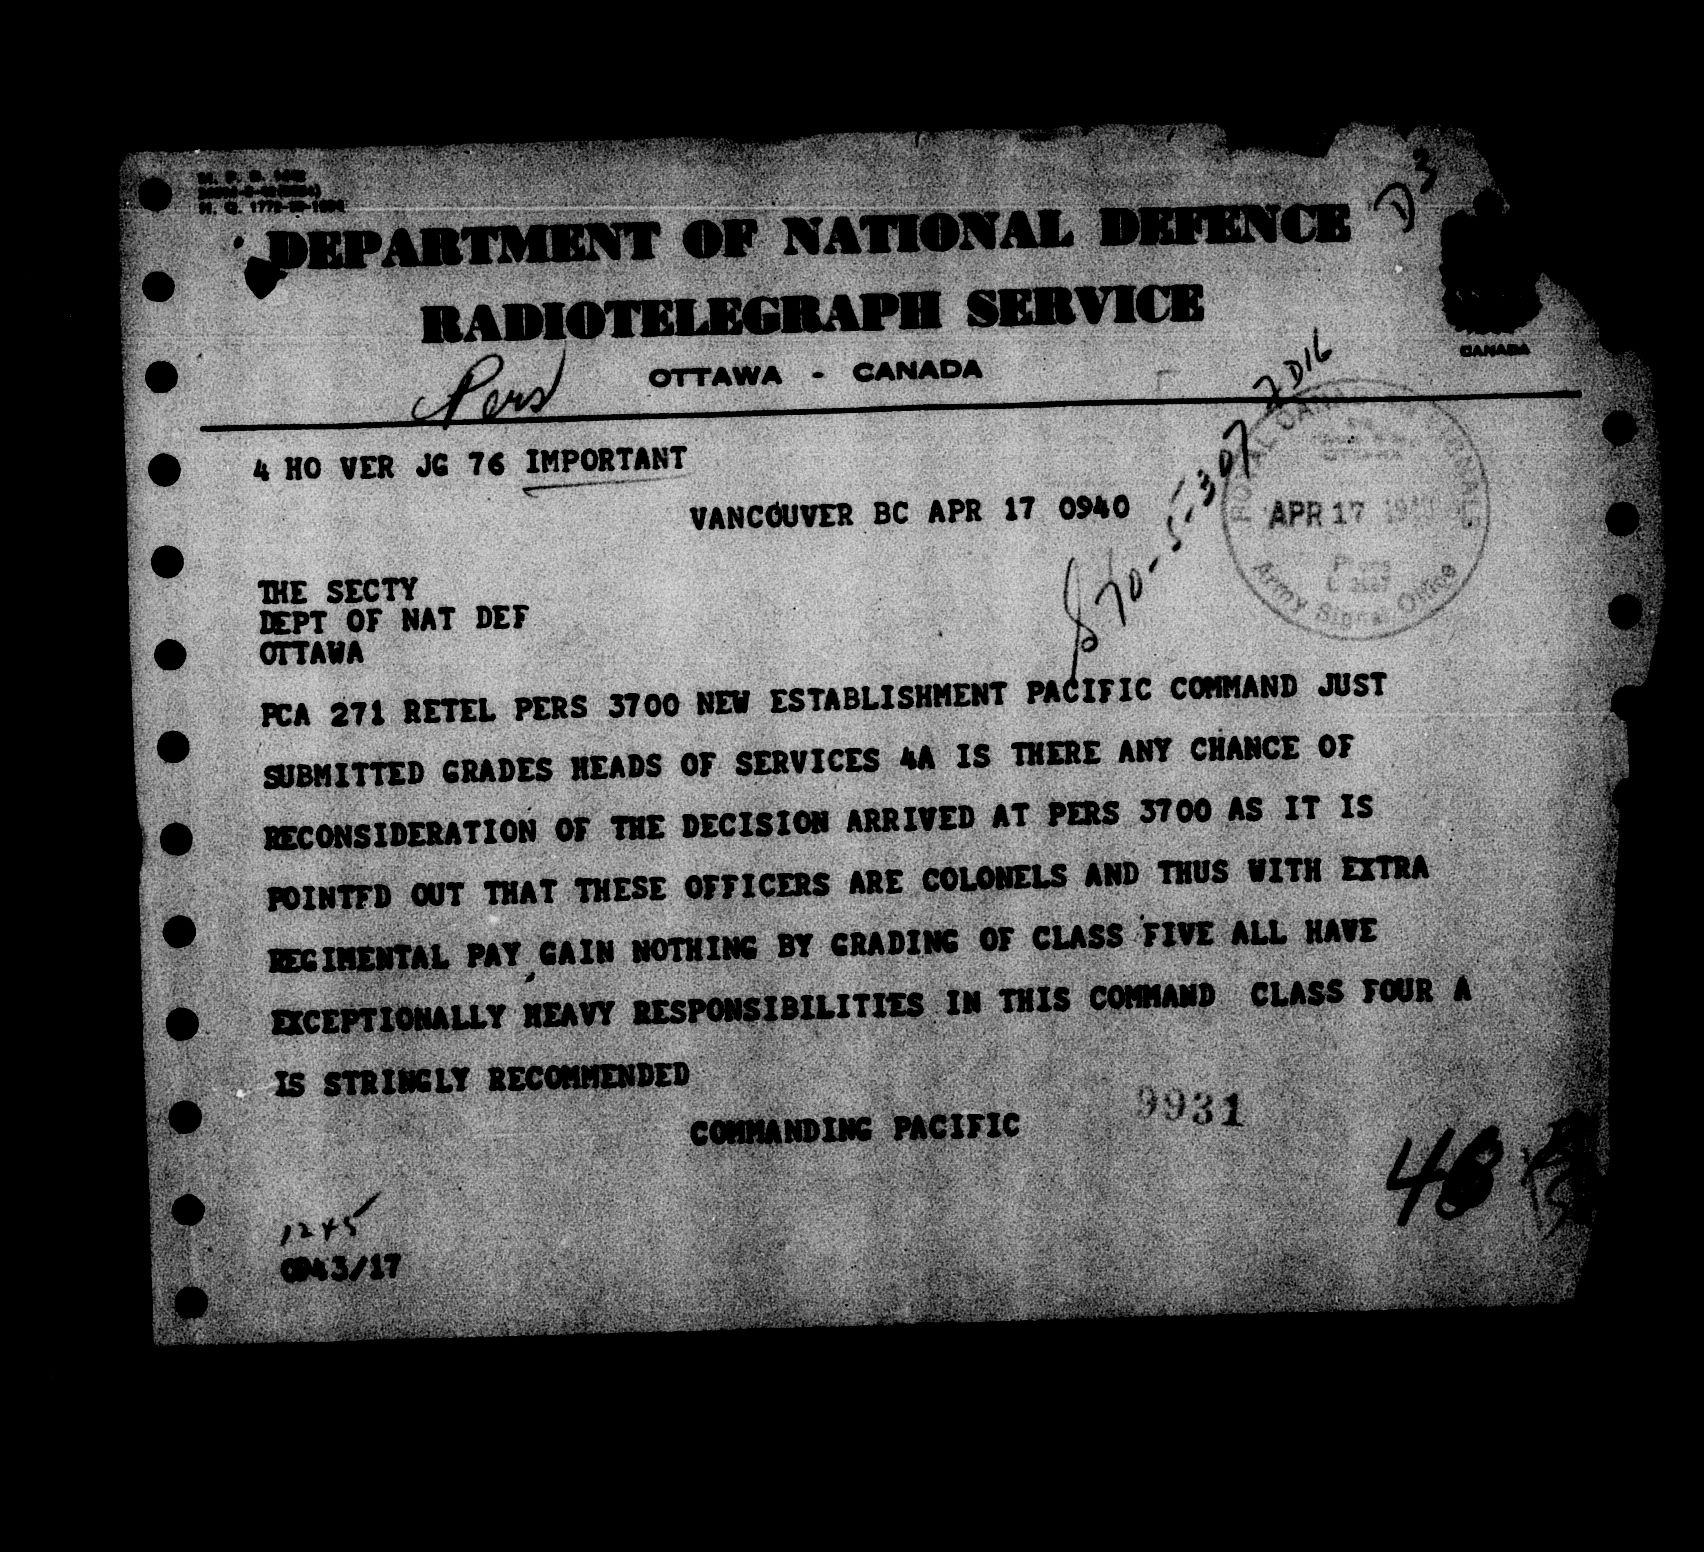 D3
DEPARTMENT OF NATIONAL DEFENCE
RADIOTELEGRAPH SERVICE
OTTAWA - CANADA
CANADA
Pers
4 HO VER JG 76 IMPORTANT
VANCOUVER BC APR 17 0940
APR 17
Army Signal Office
THE SECTY
DEPT OF NAT DEF
OTTAWA
PCA 271 RETEL PERS 3700 NEW ESTABLISHMENT PACIFIC COMMAND JUST
SUBMITTED GRADES HEADS OF SERVICES 4A IS THERE ANY CHANCE OF
RECONSIDERATION OF THE DECISION ARRIVED AT PERS 3700 AS IT IS
POINTFD OUT THAT THESE OFFICERS ARE COLONELS AND THUS WITH EXTRA
REGIMENTAL PAY GAIN NOTHING BY GRADING OF CLASS FIVE ALL HAVE
EXCEPTIONALLY HEAVY RESPONSIBILITIES IN THIS COMMAND CLASS FOUR A
IS STRINGLY RECOMMENDED
COMMANDING PACIFIC
9931
48
1245
0943/17